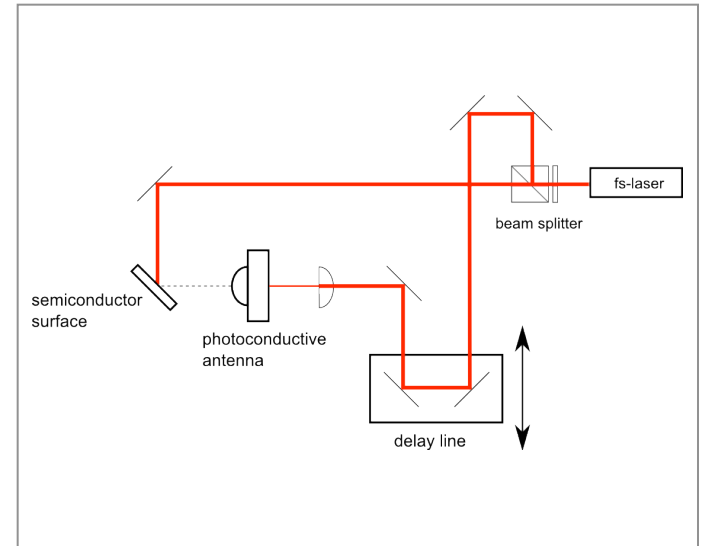 fs-laser
beam splitter
semiconductor
surface
photoconductive
antenna
delay line